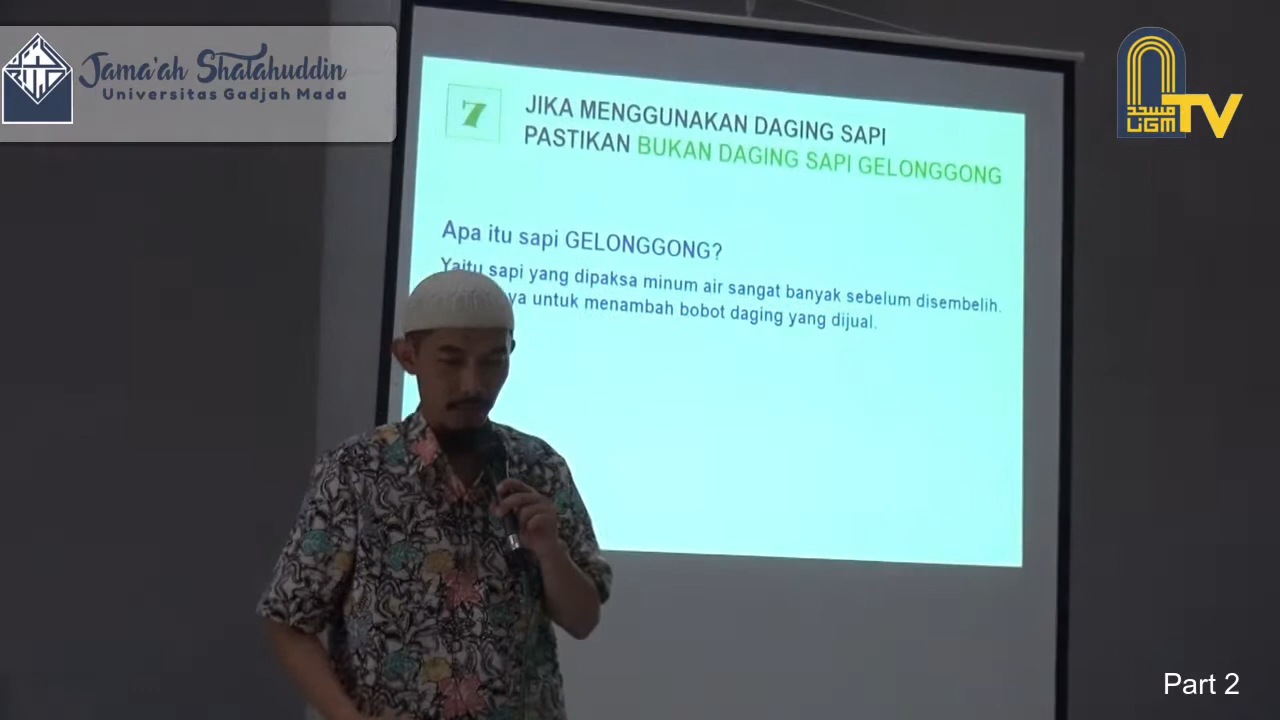 Jama'ah Shalahuddin
Universitas Gadjah Mada
مسجد
UGM TV
7
JIKA MENGGUNAKAN DAGING SAPI
PASTIKAN BUKAN DAGING SAPI GELONGGONG
Apa itu sapi GELONGGONG?
Yaitu sapi yang dipaksa minum air sangat banyak sebelum disembelih.
ya untuk menambah bobot daging yang dijual.
Part 2